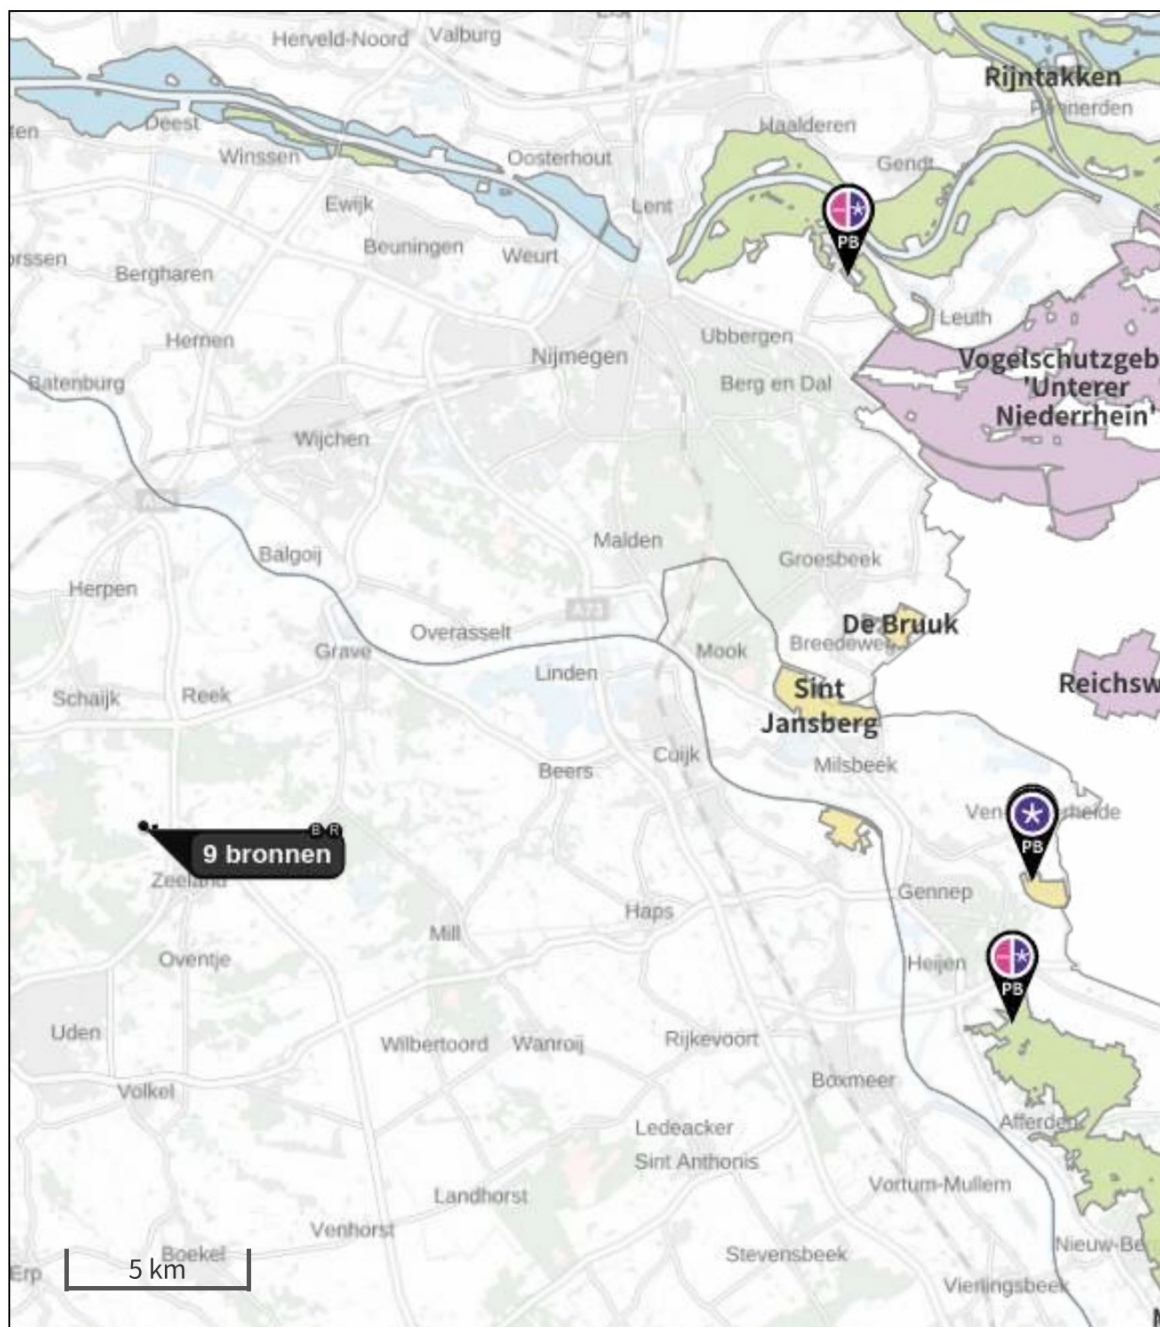 Herveld-Noord
Valburg
Rijntakken
Deest
Haalderen
Winssen
Oosterhout
Gendt
Ewijk
Lent
PB
Beuningen
Weurt
Bergharen
Leuth
Hernen
Ubbergen
Nijmegen
Vogelschutzgeb
'Unterer
Niederrhein'
Batenburg
Berg en Dal
Wijchen
Malden
Balgoij
Groesbeek
Herpen
A73
De Bruuk
Overasselt
Breedeweg
Grave
Mook
Linden
Reichsw
Schaijk
Reek
Sint
Jansberg
Cuijk
Beers
Milsbeek
PB
B R
9 bronnen
Zeeland
Gennep
Haps
Mill
Oventje
Heijen
PB
Uden
Wilbertoord
Wanroij
Rijkevoort
Volkel
Boxmeer
Afferden
Ledeacker
Sint Anthonis
Landhorst
Vortum-Mullem
Venhorst
Boekel
Stevensbeek
Nieuw-Be
5 km
Erp
Vierlingsbeek